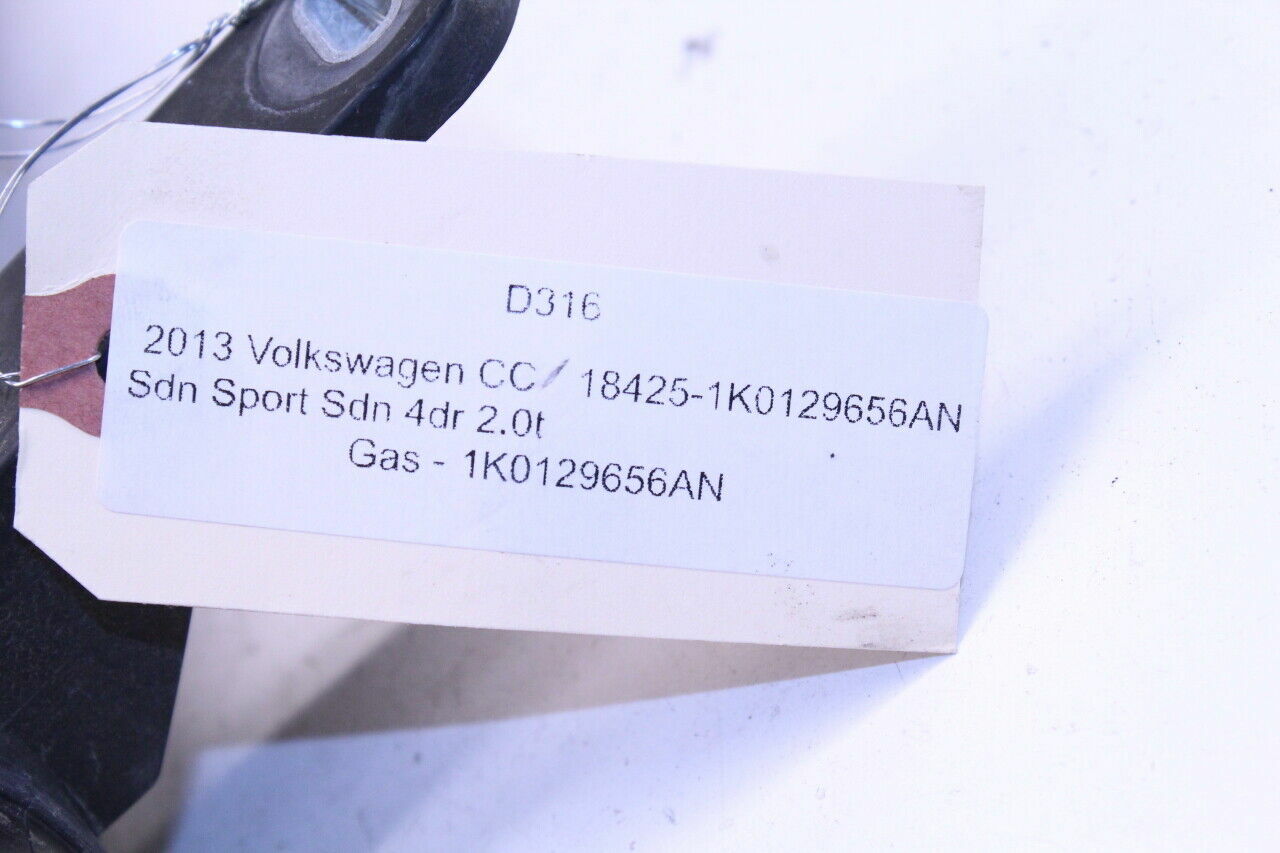 D316
2013 Volkswagen CC/ 18425-1K0129656AN
Sdn Sport Sdn 4dr 2.0t
Gas - 1K0129656AN